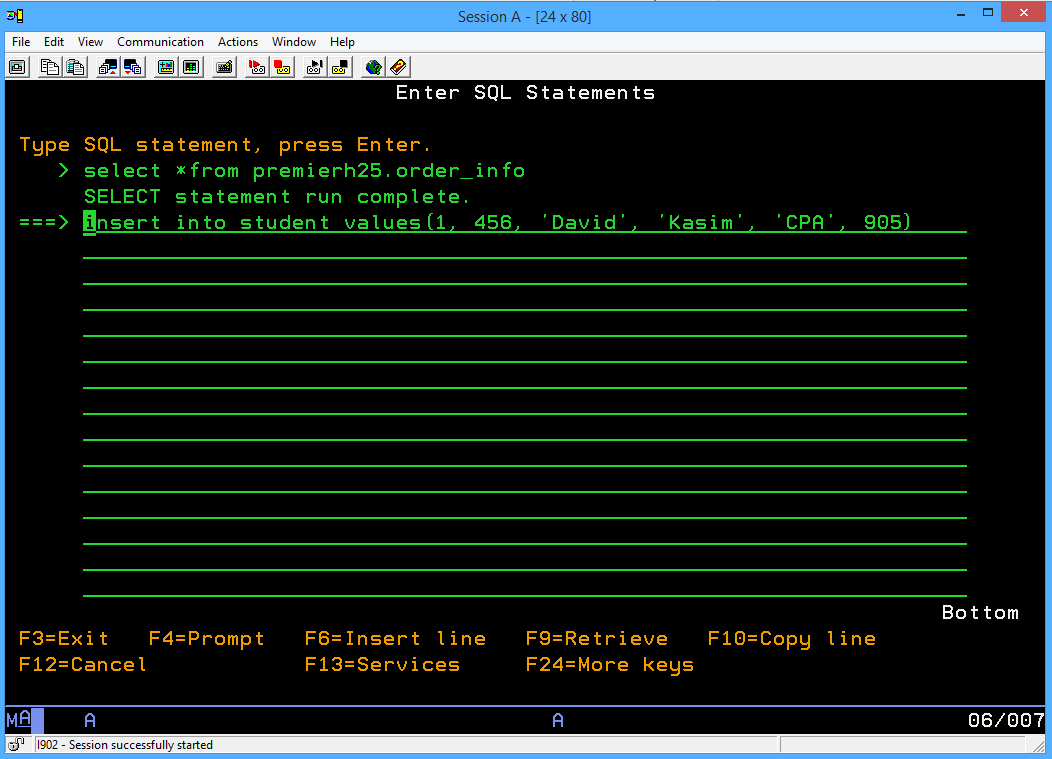 Session A - [24 x 80]
File Edit View Communication Actions Window Help
Enter SQL Statements
Type SQL statement, press Enter.
> select *from premierh25.order_info
SELECT statement run complete.
===> insert into student values(1, 456, 'David', 'Kasim', 'CPA', 905)
Bottom
F3=Exit F4=Prompt F6=Insert line F9=Retrieve F10=Copy line
F12=Cancel F13=Services F24=More keys
MA A A 06/007
I902 - Session successfully started